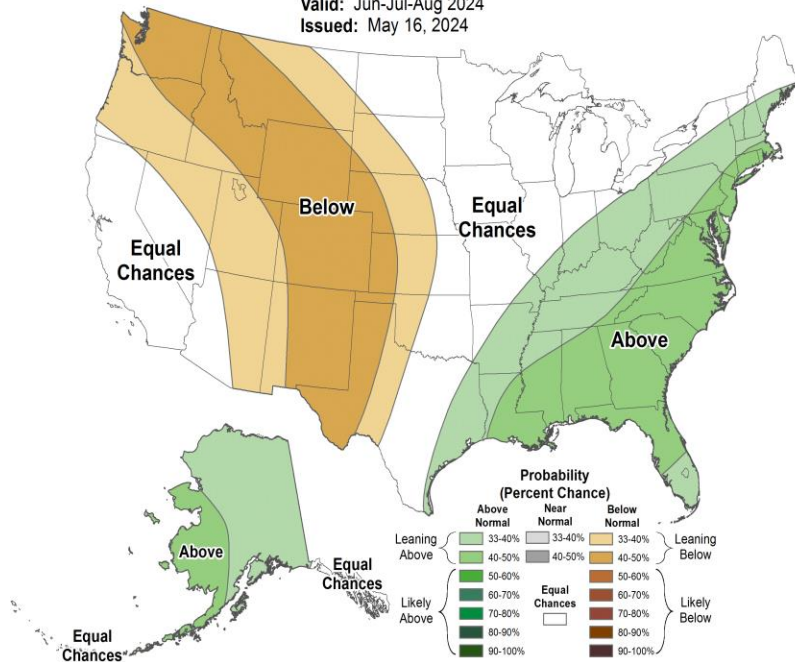 Valid: Jun-Jul-Aug 2024
Issued: May 16, 2024
Below
Equal
Chances
Equal
Chances
Above
Above
Equal
Chances
Equal
Chances
Probability
(Percent Chance)
Above
Normal
Near
Normal
Below
Normal
Leaning
Above
33-40%
33-40%
33-40%
Leaning
Below
40-50%
40-50%
40-50%
Likely
Above
50-60%
50-60%
Likely
Below
60-70%
60-70%
Equal
Chances
70-80%
70-80%
80-90%
80-90%
90-100%
90-100%